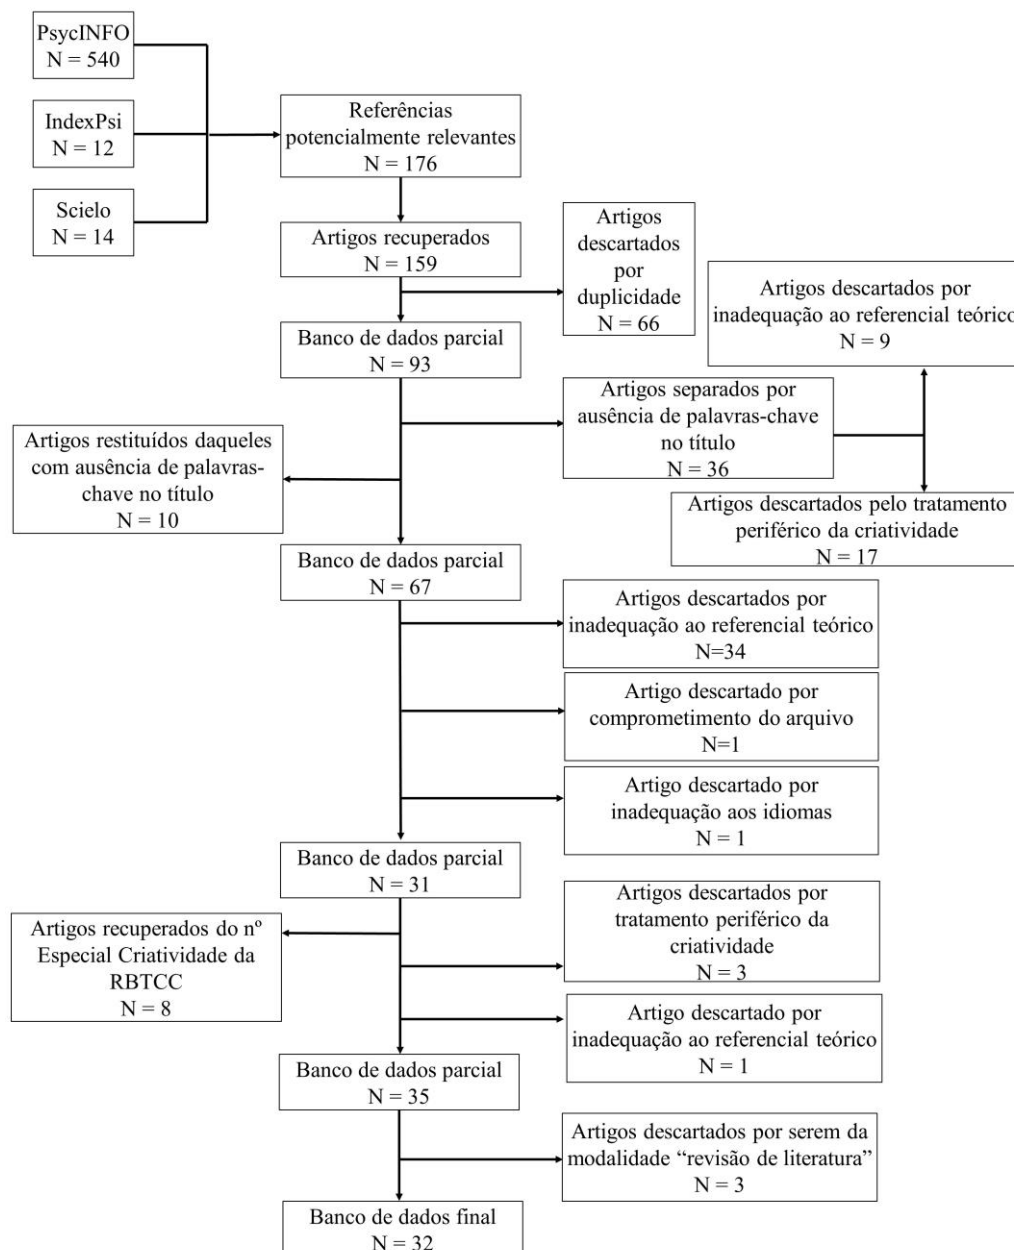 PsycINFO
N = 540
IndexPsi
N = 12
Scielo
N = 14
Referências
potencialmente relevantes
N = 176
Artigos recuperados
N = 159
Artigos
descartados
por
duplicidade
N = 66
Banco de dados parcial
N = 93
Artigos separados por
ausência de palavras-chave
no título
N = 36
Artigos descartados por
inadequação ao referencial teórico
N = 9
Artigos descartados pelo tratamento
periférico da criatividade
N = 17
Artigos restituídos daqueles
com ausência de palavras-
chave no título
N = 10
Banco de dados parcial
N = 67
Artigos descartados por
inadequação ao referencial teórico
N=34
Artigo descartado por
comprometimento do arquivo
N=1
Artigo descartado por
inadequação aos idiomas
N = 1
Banco de dados parcial
N = 31
Artigos recuperados do nº
Especial Criatividade da
RBTCC
N = 8
Artigos descartados por
tratamento periférico da
criatividade
N = 3
Artigo descartado por
inadequação ao referencial teórico
N = 1
Banco de dados parcial
N = 35
Artigos descartados por serem da
modalidade “revisão de literatura”
N = 3
Banco de dados final
N = 32